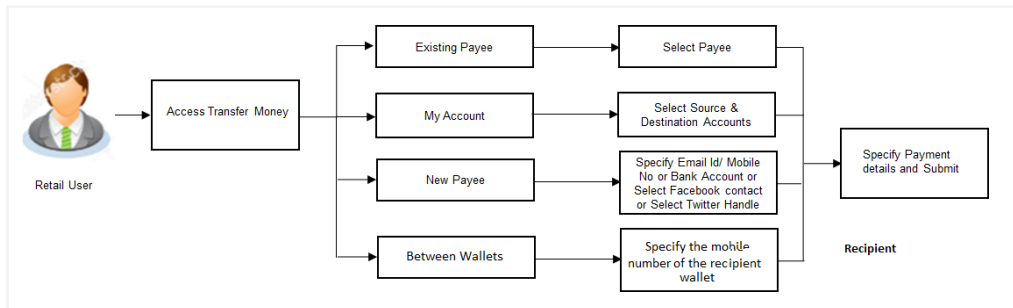 Retail User
Access Transfer Money
Existing Payee
Select Payee
My Account
Select Source &
Destination Accounts
New Payee
Specify Email Id/ Mobile
No or Bank Account or
Select Facebook contact
or Select Twitter Handle
Between Wallets
Specify the mobile
number of the recipient
wallet
Specify Payment
details and Submit
Recipient